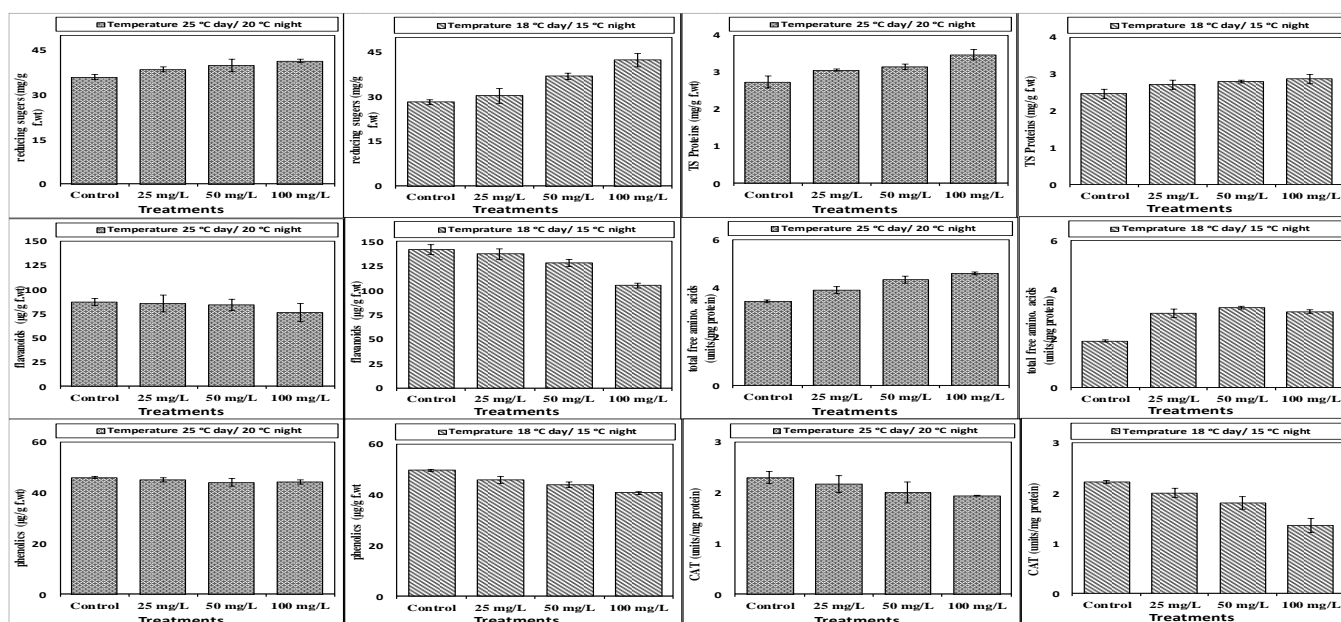 Temperature 25 °C day/ 20 °C night
reducing sugers (mg/g
f.wt)
45
30
15
0
Control 25 mg/L 50 mg/L 100 mg/L
Treatments
Temprature 18 °C day/ 15 °C night
reducing sugers (mg/g
f.wt)
45
30
15
0
Control 25 mg/L 50 mg/L 100 mg/L
Treatments
Temperature 25 °C day/ 20 °C night
TS Proteins (mg/g f.wt)
4
3
2
1
0
Control 25 mg/L 50 mg/L 100 mg/L
Treatments
Temprature 18 °C day/ 15 °C night
TS Proteins (mg/g f.wt)
4
3
2
1
0
Control 25 mg/L 50 mg/L 100 mg/L
Treatments
Temperature 25 °C day/ 20 °C night
flavanoids (µg/g f.wt)
150
125
100
75
50
25
0
Control 25 mg/L 50 mg/L 100 mg/L
Treatments
Temprature 18 °C day/ 15 °C night
flavanoids (µg/g f.wt)
150
125
100
75
50
25
0
Control 25 mg/L 50 mg/L 100 mg/L
Treatments
Temperature 25 °C day/ 20 °C night
total free amino. acids
(units/mg protein)
6
4
2
0
Control 25 mg/L 50 mg/L 100 mg/L
Treatments
Temprature 18 °C day/ 15 °C night
total free amino. acids
(units/mg protein)
6
4
2
0
Control 25 mg/L 50 mg/L 100 mg/L
Treatments
Temperature 25 °C day/ 20 °C night
phenolics (µg/g f.wt)
60
40
20
0
Control 25 mg/L 50 mg/L 100 mg/L
Treatments
Temprature 18 °C day/ 15 °C night
phenolics (µg/g f.wt
60
40
20
0
Control 25 mg/L 50 mg/L 100 mg/L
Treatments
Temperature 25 °C day/ 20 °C night
CAT (units/mg protein)
3
2
1
0
Control 25 mg/L 50 mg/L 100 mg/L
Treatments
Temprature 18 °C day/ 15 °C night
CAT (units/mg protein)
3
2
1
0
Control 25 mg/L 50 mg/L 100 mg/L
Treatments